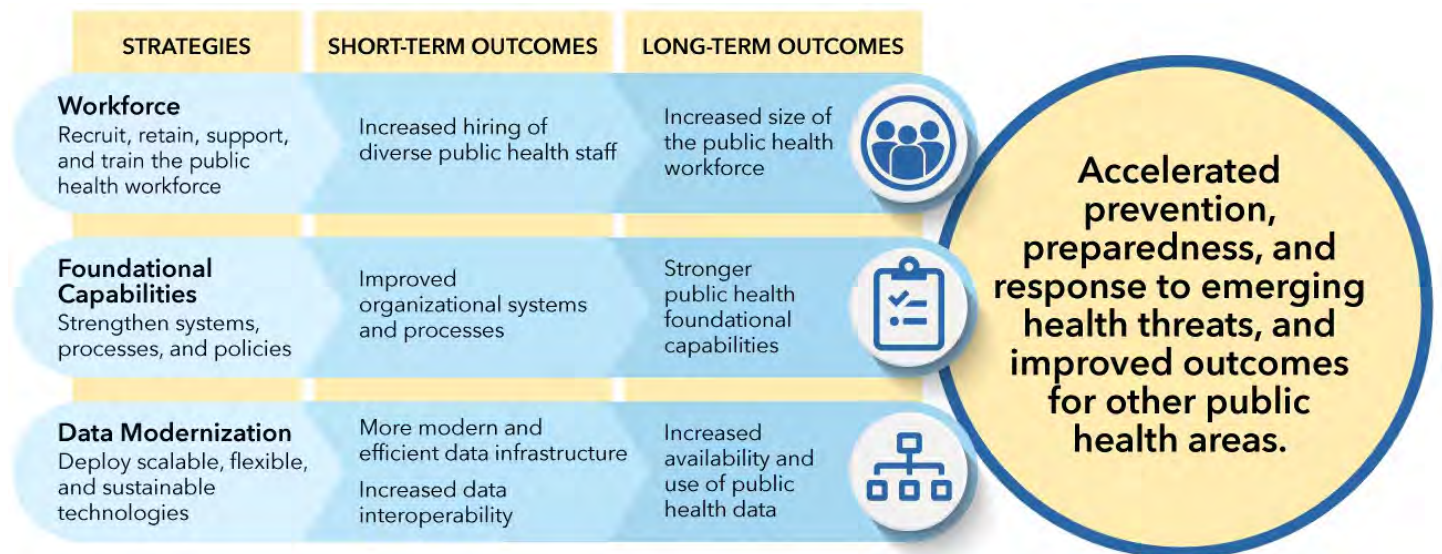 STRATEGIES
SHORT-TERM OUTCOMES
LONG-TERM OUTCOMES
Workforce
Recruit, retain, support,
and train the public
health workforce
Increased hiring of
diverse public health staff
Increased size of
the public health
workforce
Foundational
Capabilities
Strengthen systems,
processes, and policies
Improved
organizational systems
and processes
Stronger
public health
foundational
capabilities
Data Modernization
Deploy scalable, flexible,
and sustainable
technologies
More modern and
efficient data infrastructure
Increased data
interoperability
Increased
availability and
use of public
health data
Accelerated
prevention,
preparedness, and
response to emerging
health threats, and
improved outcomes
for other public
health areas.